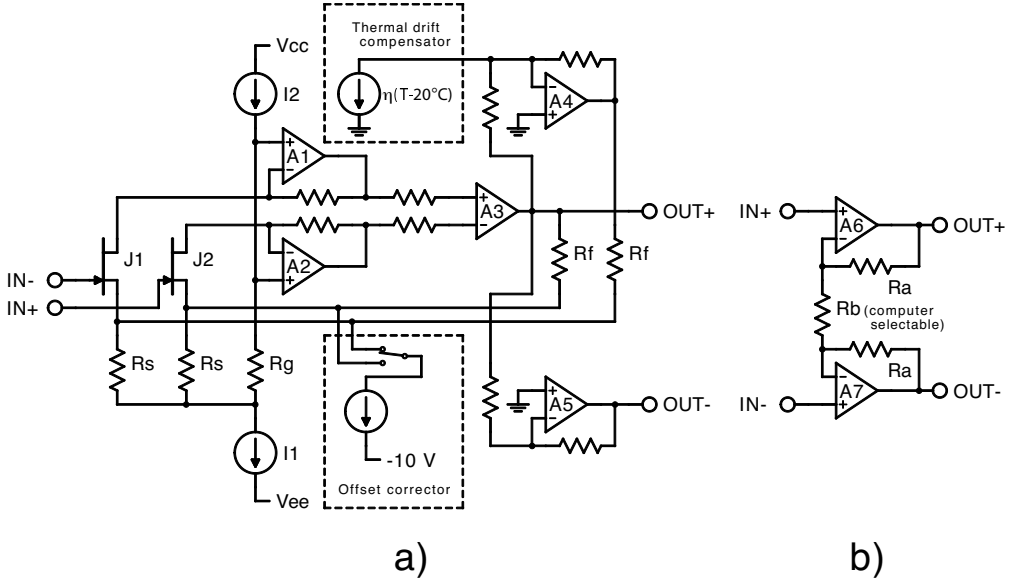 Thermal drift
compensator
Vcc
I2
η(T-20°C)
A4
A1
A3
OUT+
A2
J1
J2
IN-
IN+
Rf
Rf
Rs
Rs
Rg
A5
OUT-
I1
-10 V
Vee
Offset corrector
a)
IN+
A6
OUT+
Ra
Rb (computer
selectable)
Ra
A7
IN-
OUT-
b)